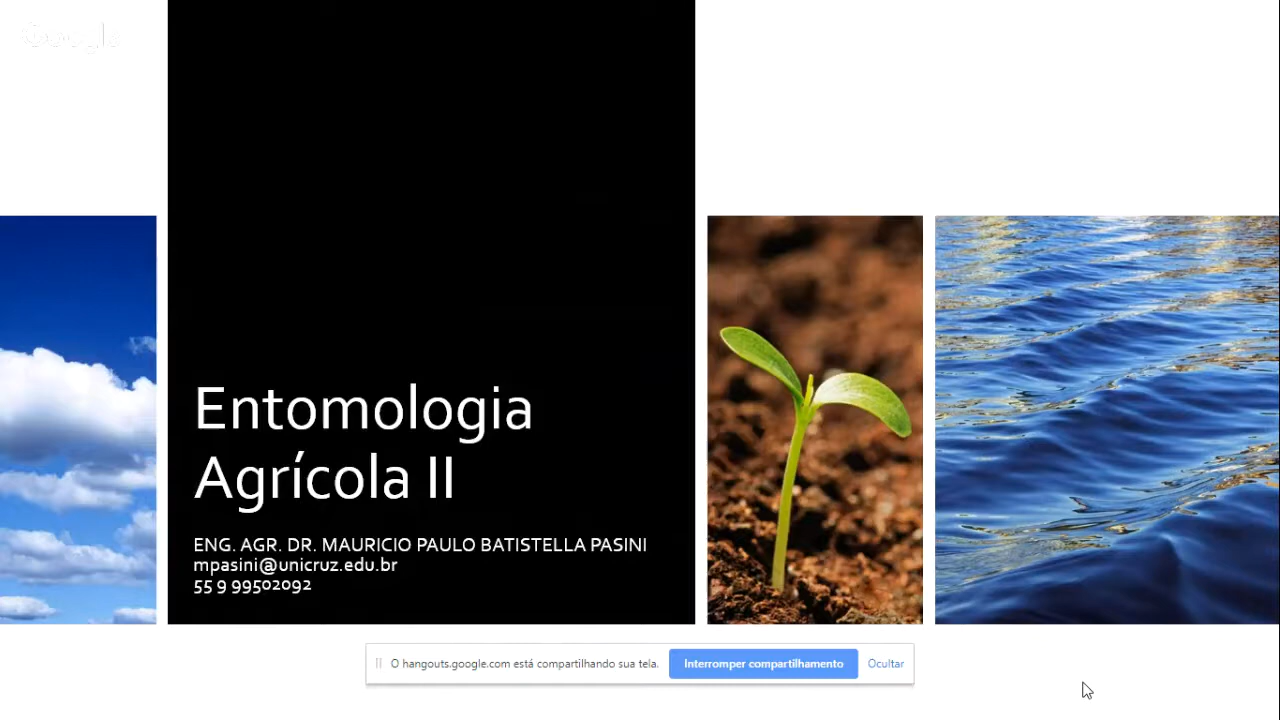 Google
Entomologia
Agrícola II
ENG. AGR. DR. MAURICIO PAULO BATISTELLA PASINI
mpasini@unicruz.edu.br
55 9 99502092
O hangouts.google.com está compartilhando sua tela.
Interromper compartilhamento
Ocultar